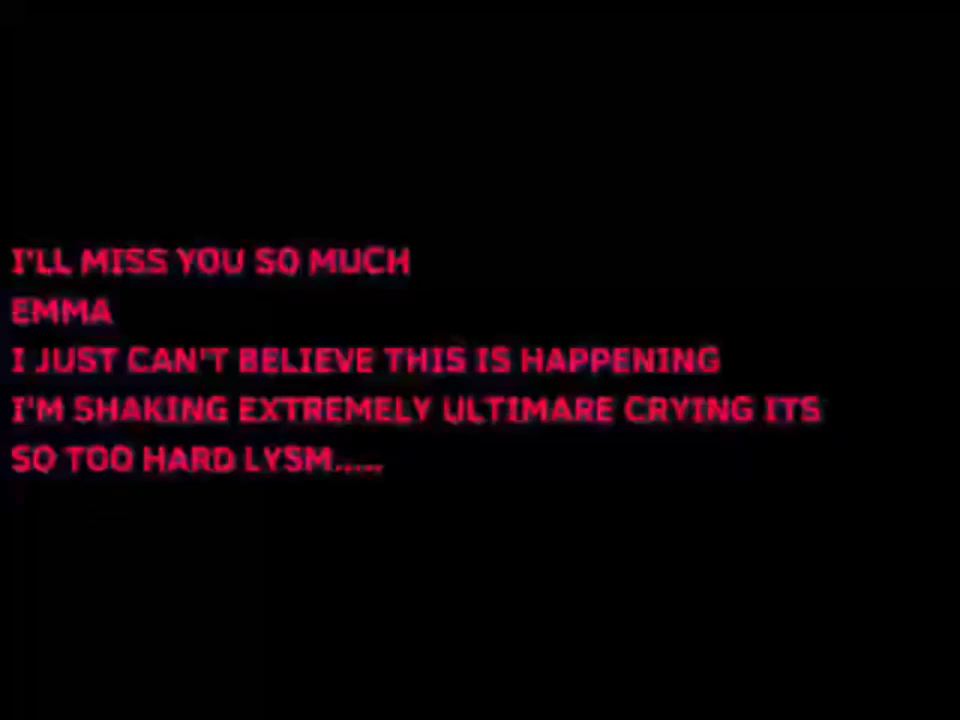 I'LL MISS YOU SO MUCH
EMMA
I JUST CAN'T BELIEVE THIS IS HAPPENING
I'M SHAKING EXTREMELY ULTIMARE CRYING ITS
SO TOO HARD LYSM.....